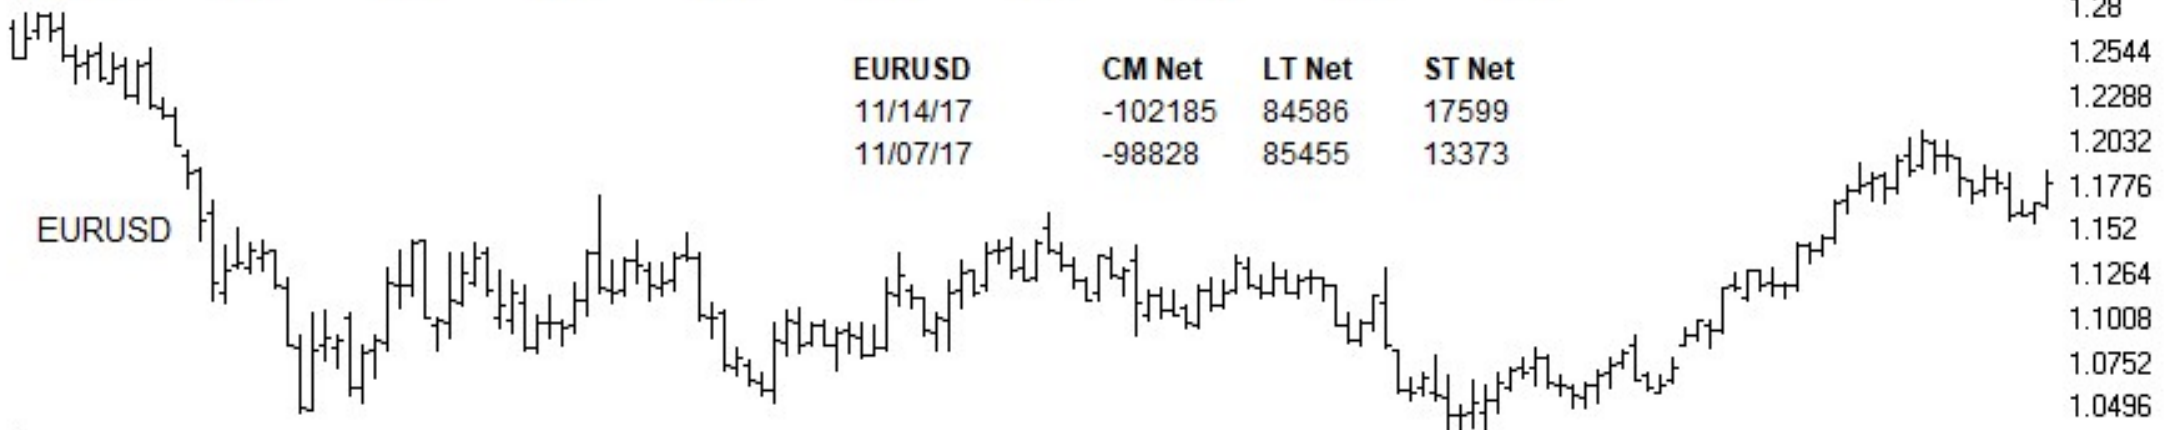 1.28
EURUSD CM Net LT Net ST Net
11/14/17 -102185 84586 17599
11/07/17 -98828 85455 13373
EURUSD
1.2544
1.2288
1.2032
1.1776
1.152
1.1264
1.1008
1.0752
1.0496